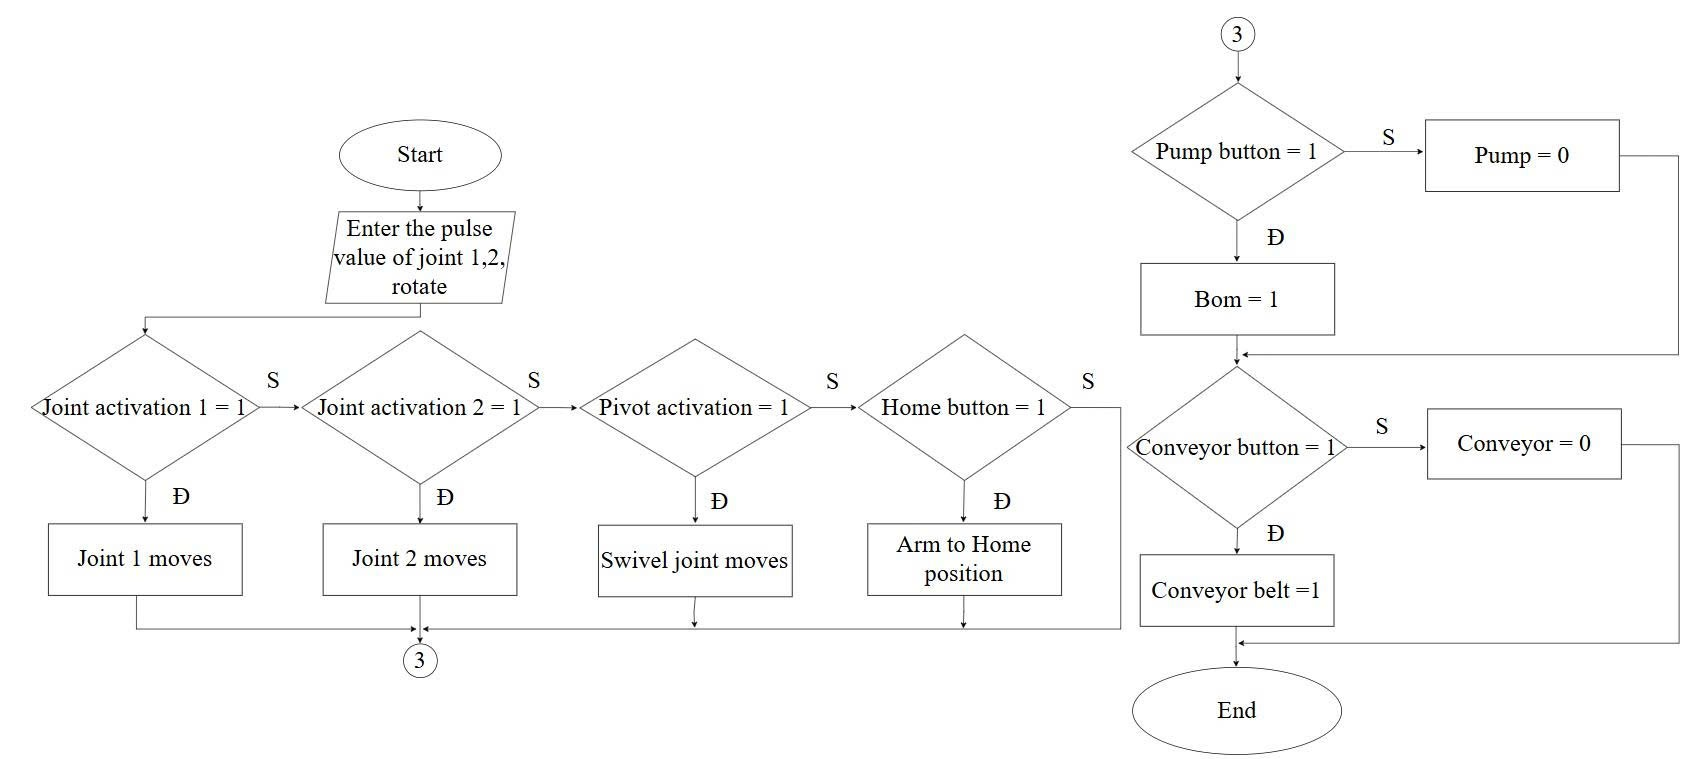 Start
Enter the pulse
value of joint 1,2,
rotate
Joint activation 1 = 1
S
Joint activation 2 = 1
S
Pivot activation = 1
S
Home button = 1
S
Đ
Đ
Đ
Đ
Joint 1 moves
Joint 2 moves
Swivel joint moves
Arm to Home
position
3
3
Pump button = 1
S
Pump = 0
Đ
Bom = 1
Conveyor button = 1
S
Conveyor = 0
Đ
Conveyor belt =1
End